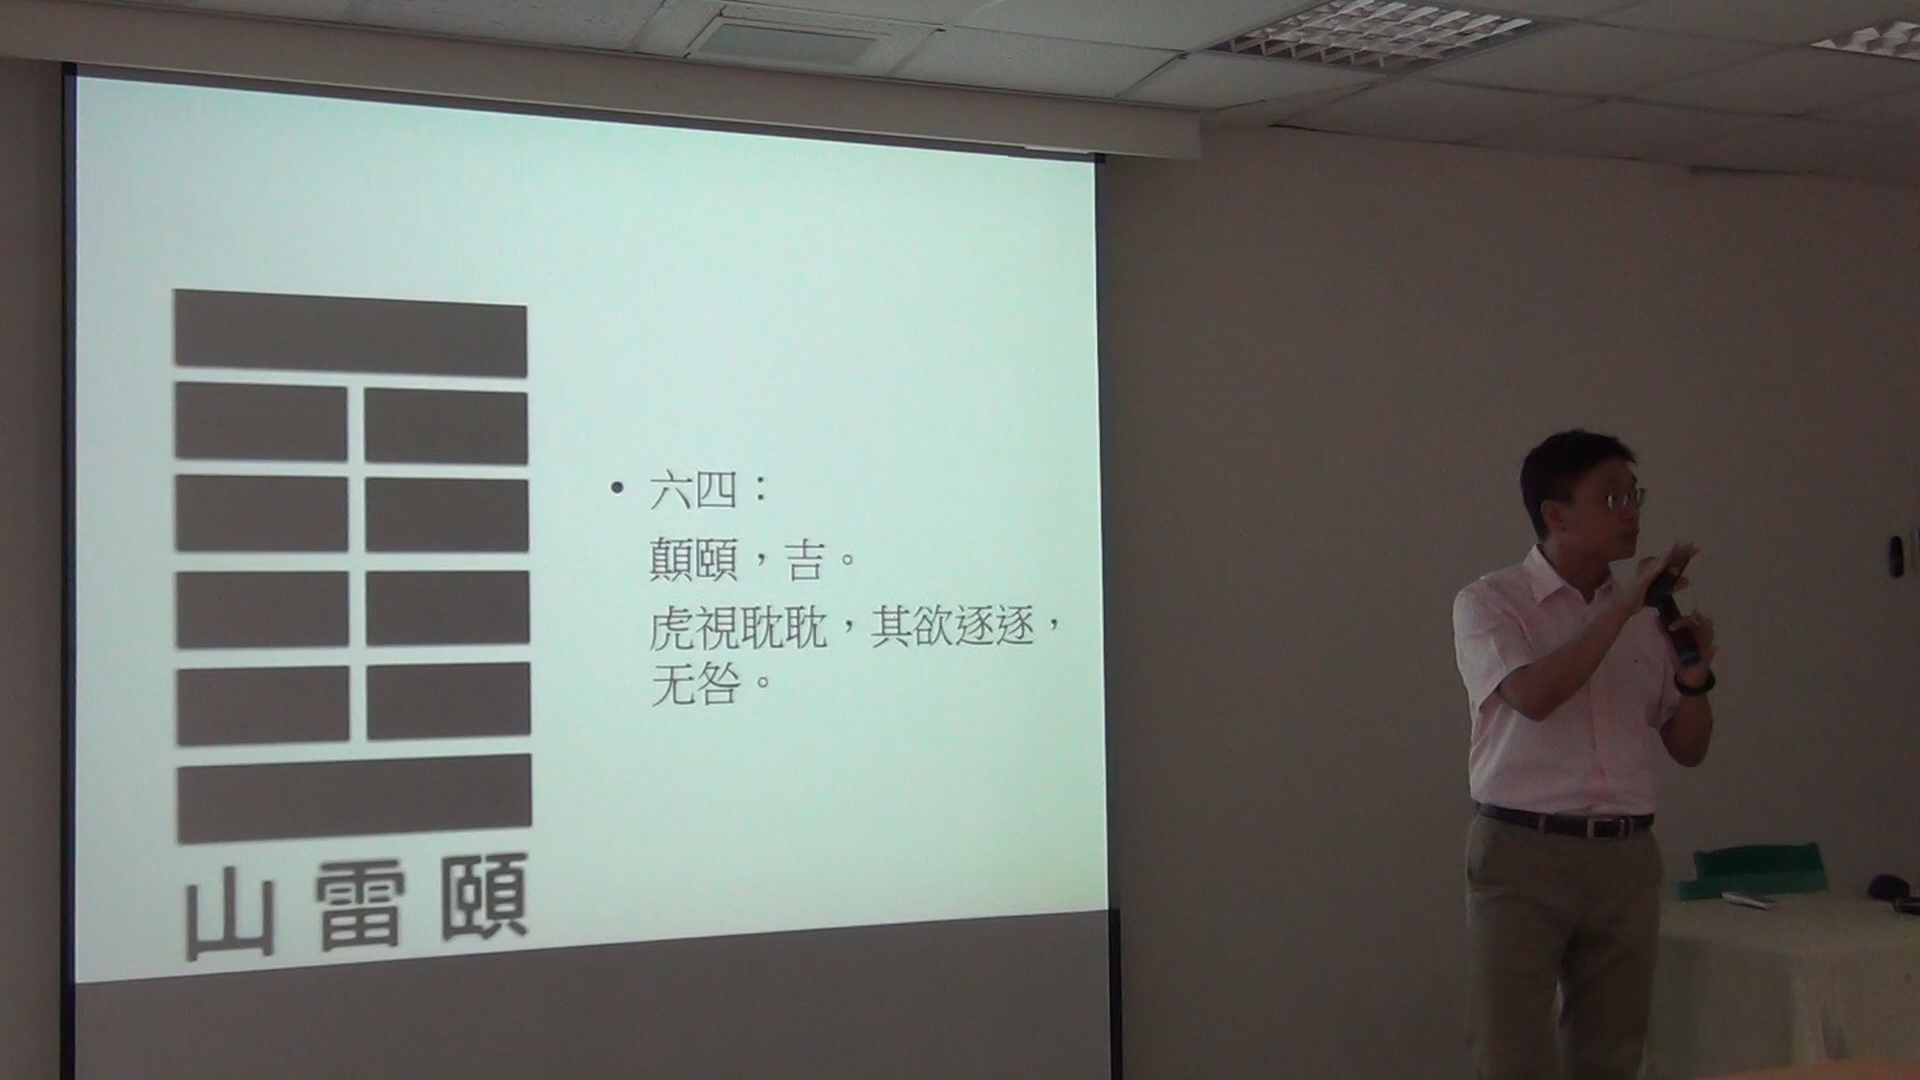 六四：
顛頤，吉。
虎視眈眈，其欲逐逐，
无咎。
山雷頤